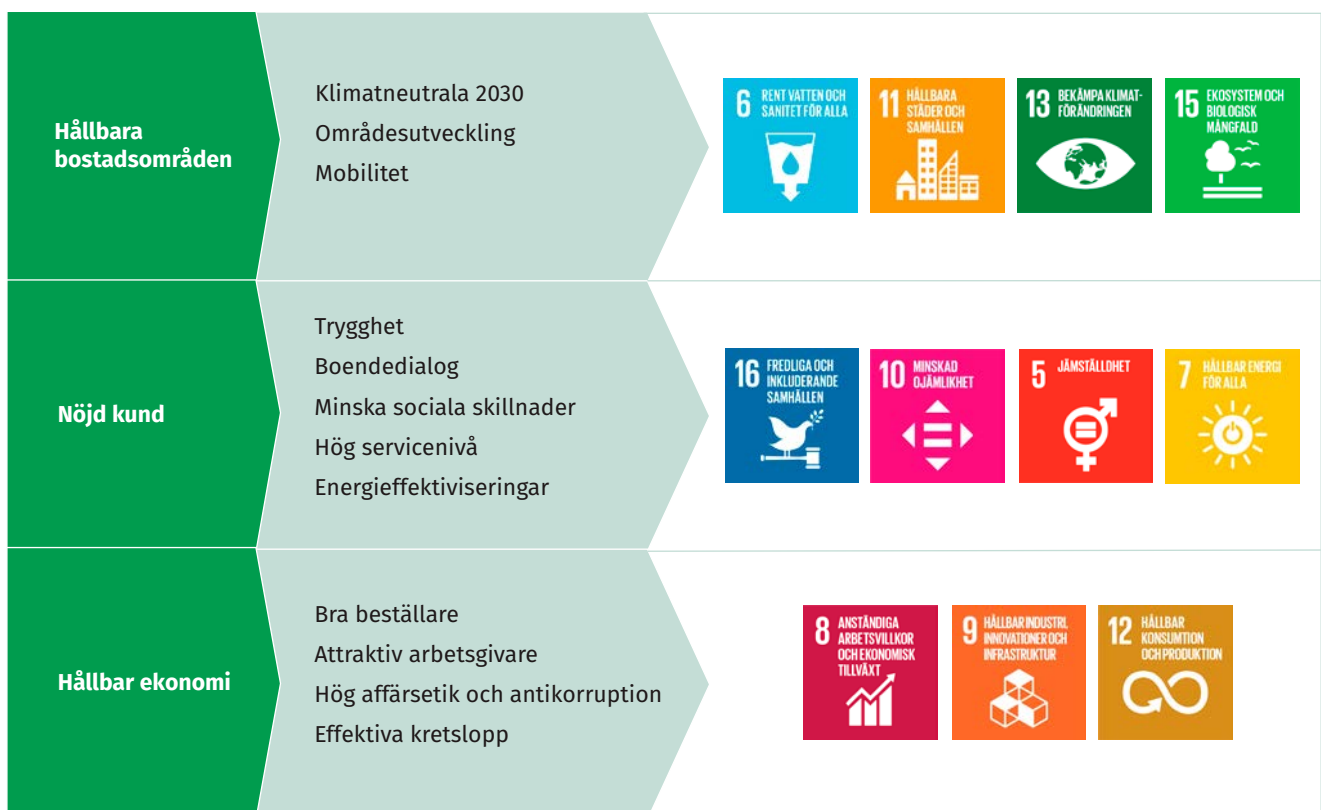 Hållbara
bostadsområden
Klimatneutrala 2030
Områdesutveckling
Mobilitet
6 RENT VATTEN OCH
SANITET FÖR ALLA
11 HÅLLBARA
STÄDER OCH
SAMHÄLLEN
13 BEKÄMPA KLIMAT-
FÖRÄNDRINGEN
15 EKOSYSTEM OCH
BIOLOGISK
MÅNGFALD
Nöjd kund
Trygghet
Boendedialog
Minska sociala skillnader
Hög servicenivå
Energieffektiviseringar
16 FREDLIGA OCH
INKLUDERANDE
SAMHÄLLEN
10 MINSKAD
OJÄMLIKHET
5 JÄMSTÄLLDHET
7 HÅLLBAR ENERGI
FÖR ALLA
Hållbar ekonomi
Bra beställare
Attraktiv arbetsgivare
Hög affärsetik och antikorruption
Effektiva kretslopp
8 ANSTÄNDIGA
ARBETSVILLKOR
OCH EKONOMISK
TILLVÄXT
9 HÅLLBAR INDUSTRI,
INNOVATIONER OCH
INFRASTRUKTUR
12 HÅLLBAR
KONSUMTION
OCH PRODUKTION